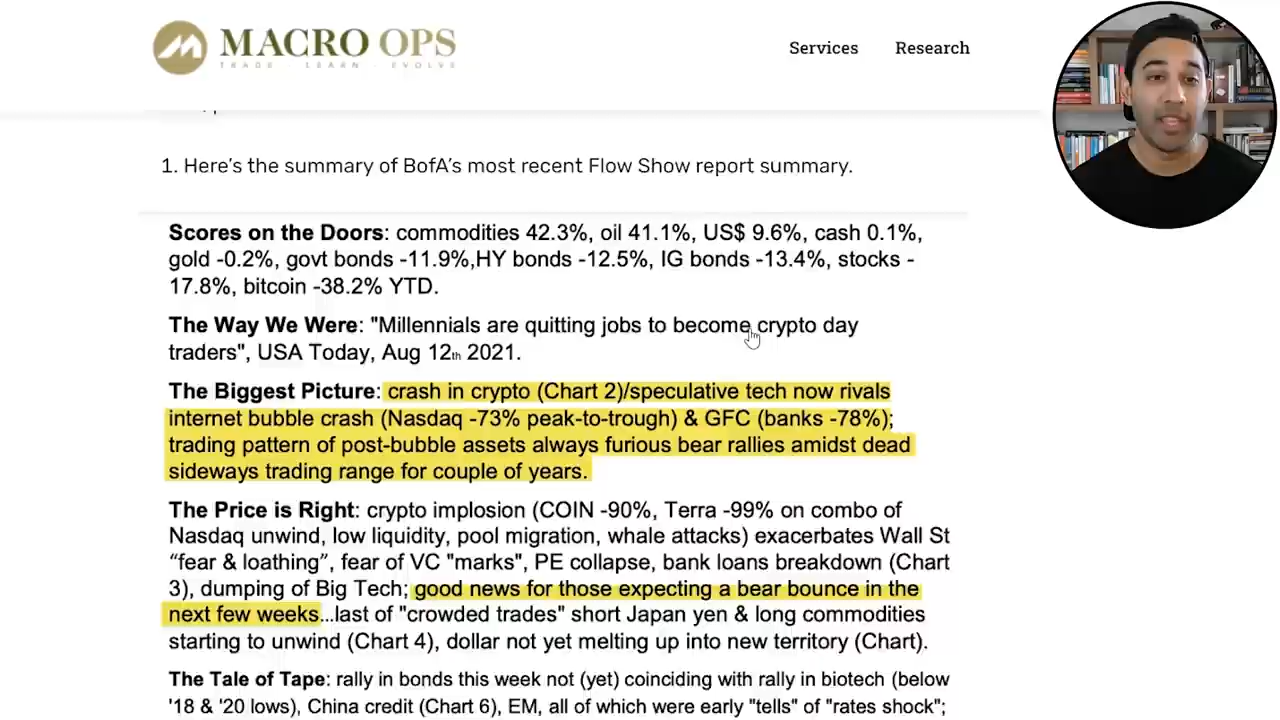 MACRO OPS
TRADE · LEARN · EVOLVE
Services
Research
1. Here's the summary of BofA's most recent Flow Show report summary.
Scores on the Doors: commodities 42.3%, oil 41.1%, US$ 9.6%, cash 0.1%,
gold -0.2%, govt bonds -11.9%,HY bonds -12.5%, IG bonds -13.4%, stocks -
17.8%, bitcoin -38.2% YTD.
The Way We Were: "Millennials are quitting jobs to become crypto day
traders", USA Today, Aug 12th 2021.
The Biggest Picture: crash in crypto (Chart 2)/speculative tech now rivals
internet bubble crash (Nasdaq -73% peak-to-trough) & GFC (banks -78%);
trading pattern of post-bubble assets always furious bear rallies amidst dead
sideways trading range for couple of years.
The Price is Right: crypto implosion (COIN -90%, Terra -99% on combo of
Nasdaq unwind, low liquidity, pool migration, whale attacks) exacerbates Wall St
“fear & loathing”, fear of VC "marks", PE collapse, bank loans breakdown (Chart
3), dumping of Big Tech; good news for those expecting a bear bounce in the
next few weeks...last of "crowded trades" short Japan yen & long commodities
starting to unwind (Chart 4), dollar not yet melting up into new territory (Chart).
The Tale of Tape: rally in bonds this week not (yet) coinciding with rally in biotech (below
'18 & '20 lows), China credit (Chart 6), EM, all of which were early "tells" of "rates shock";